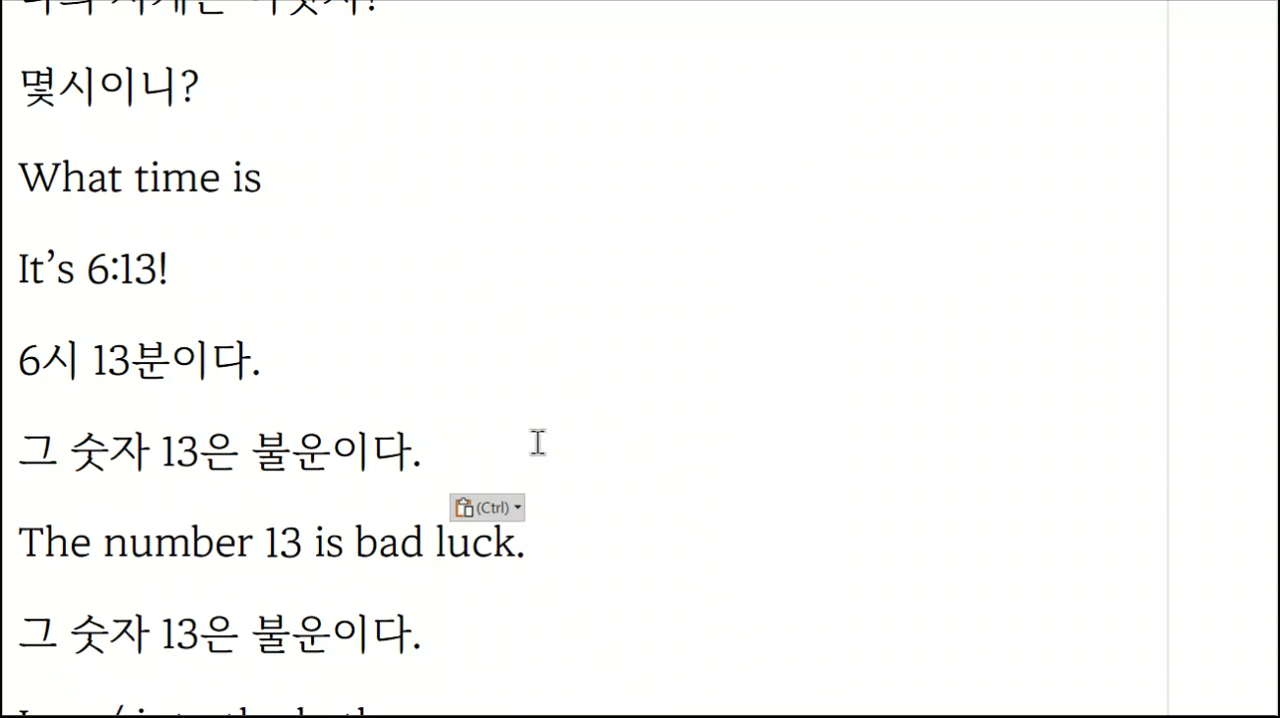 몇시이니?
What time is
It's 6:13!
6시 13분이다.
그 숫자 13은 불운이다.
(Ctrl)
The number 13 is bad luck.
그 숫자 13은 불운이다.